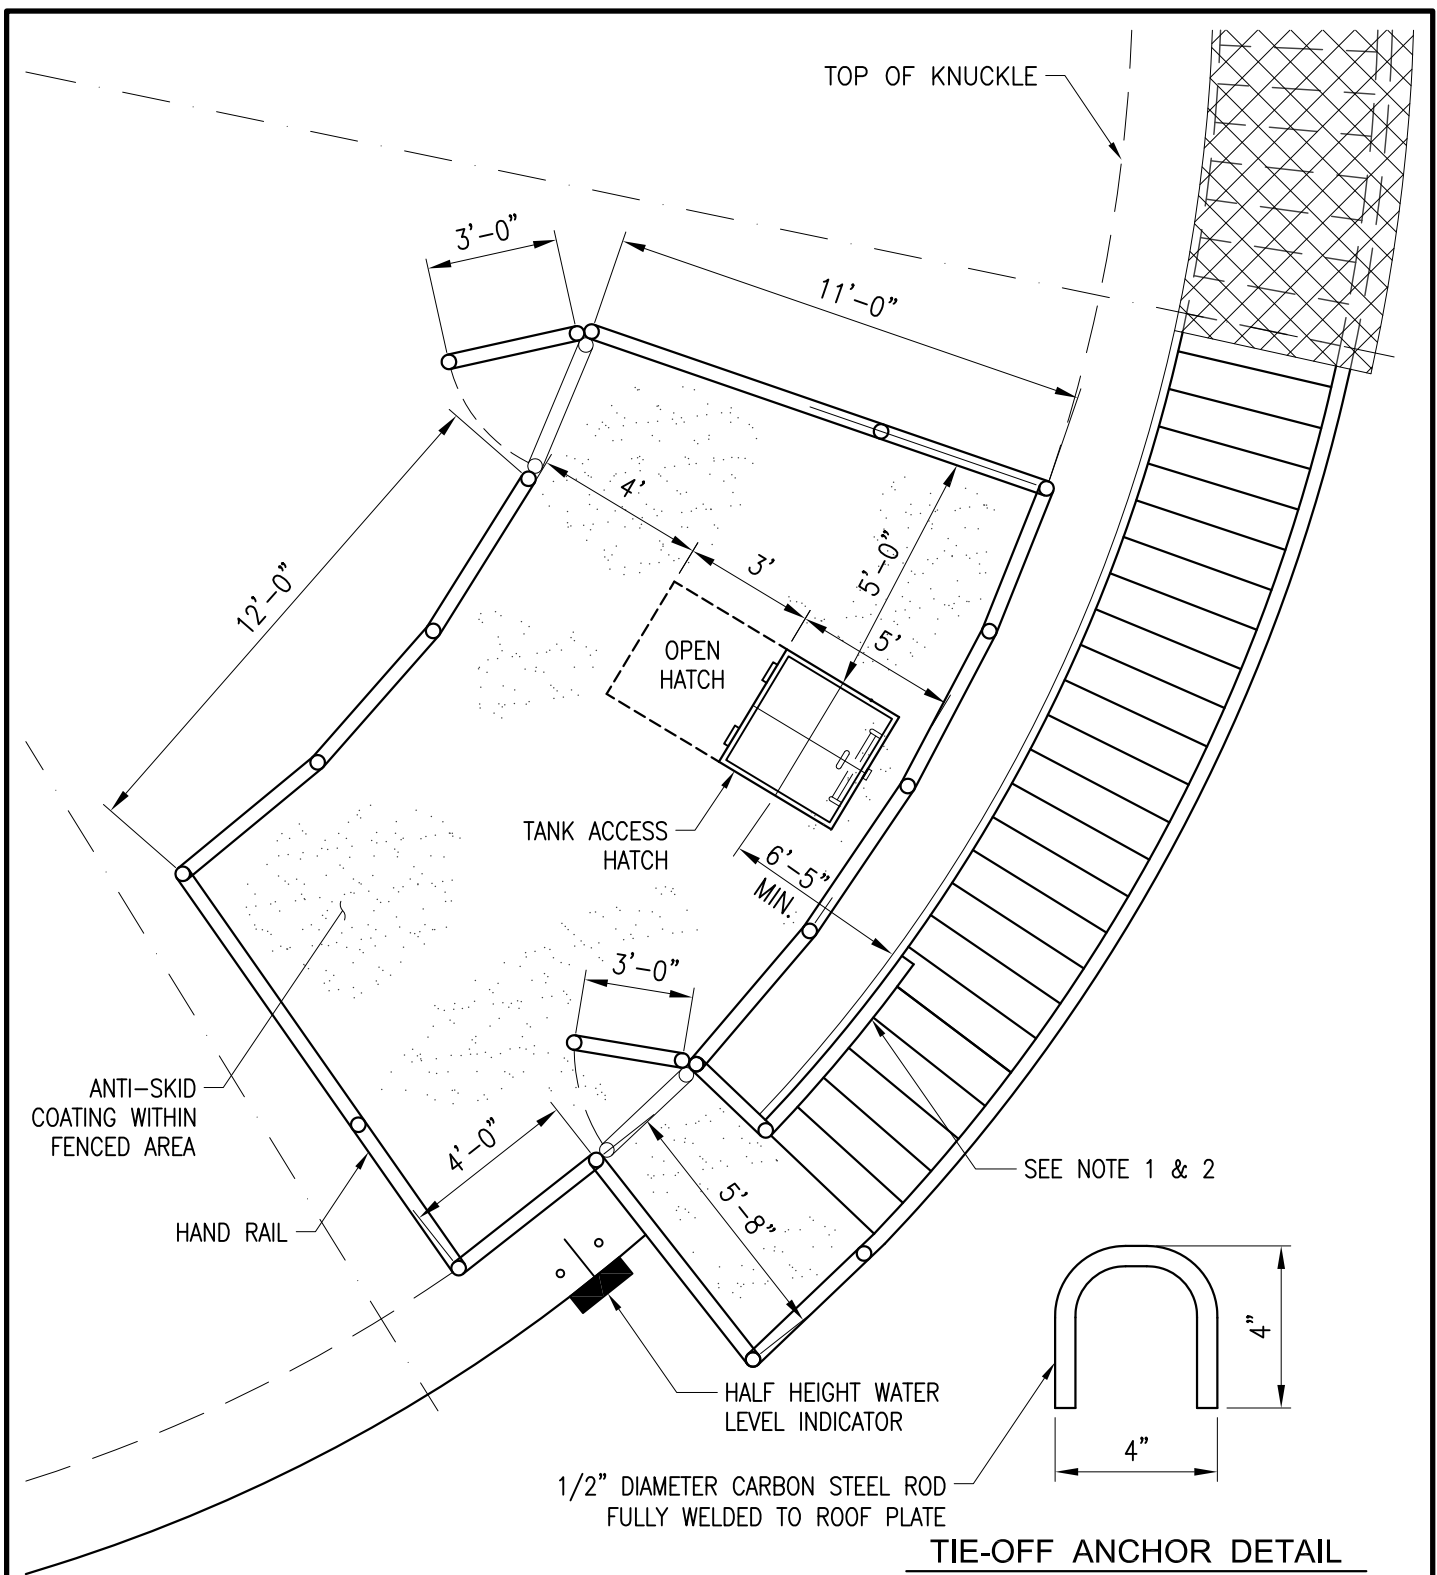 TOP OF KNUCKLE
3'-0"
11'-0"
4'
12'-0"
3'
5'-0"
5'
OPEN
HATCH
TANK ACCESS
HATCH
6'-5"
MIN.
3'-0"
ANTI-SKID
COATING WITHIN
FENCED AREA
4'-0"
SEE NOTE 1 & 2
5'-8"
HAND RAIL
4"
HALF HEIGHT WATER
LEVEL INDICATOR
4"
1/2" DIAMETER CARBON STEEL ROD
FULLY WELDED TO ROOF PLATE
TIE-OFF ANCHOR DETAIL